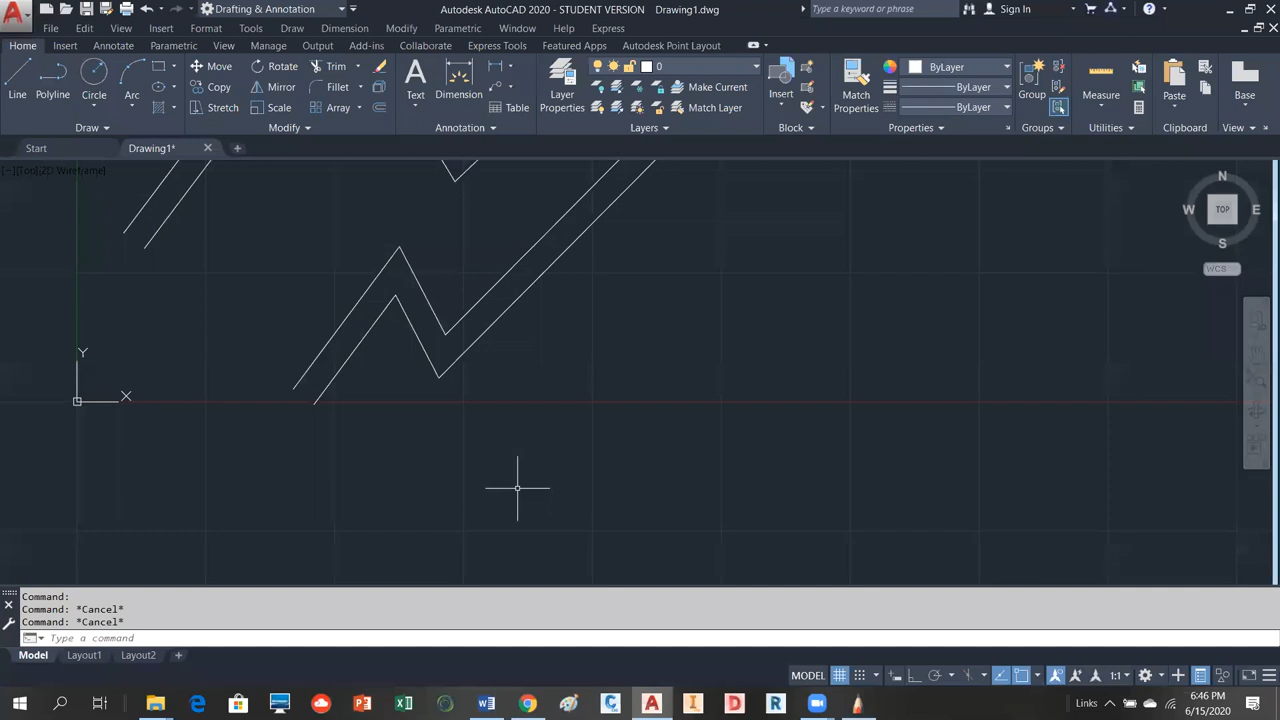 Drafting & Annotation
Autodesk AutoCAD 2020 - STUDENT VERSION Drawing1.dwg
Type a keyword or phrase
Sign In
File Edit View Insert Format Tools Draw Dimension Modify Parametric Window Help Express
Home Insert Annotate Parametric View Manage Output Add-ins Collaborate Express Tools Featured Apps Autodesk Point Layout
Line Polyline Circle Arc
Move Rotate Trim
Copy Mirror Fillet
Stretch Scale Array
Text Dimension Table
Layer Properties
0
Make Current
Match Layer
Insert
Match Properties
ByLayer
ByLayer
ByLayer
Group
Measure
Paste
Base
Draw Modify Annotation Layers Block Properties Groups Utilities Clipboard View
Start Drawing1*
[−][Top][2D Wireframe]
N
W TOP E
S
WCS
Y
X
Command:
Command: *Cancel*
Command: *Cancel*
Type a command
Model Layout1 Layout2
MODEL 1:1
Links
6:46 PM
6/15/2020